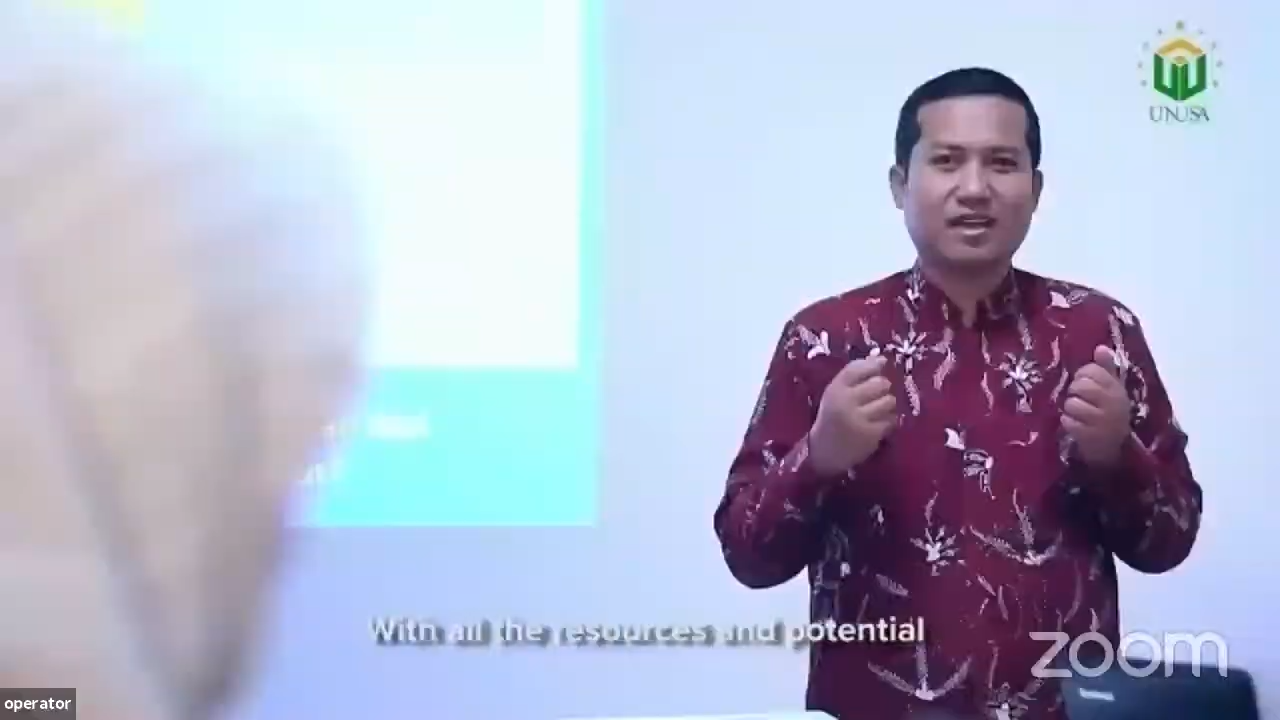 UNUSA
With all the resources and potential
zoom
operator